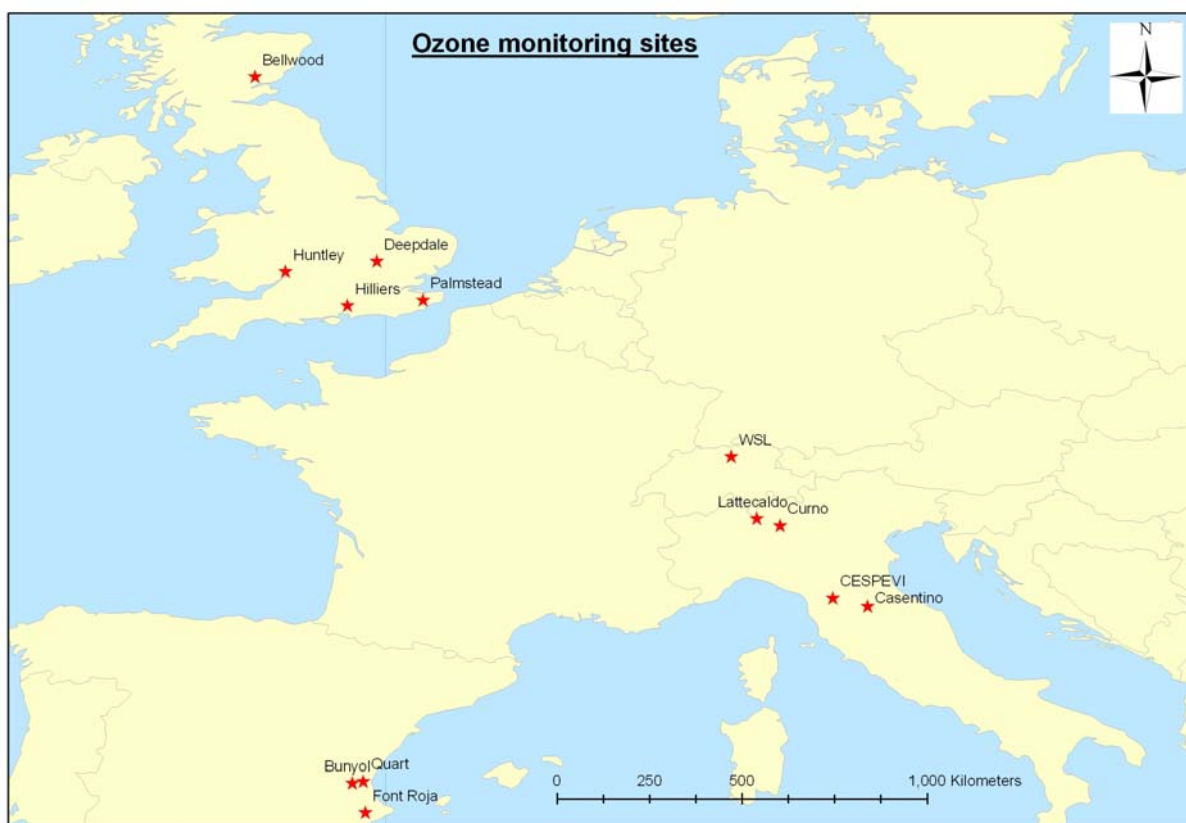 Ozone monitoring sites
N
Bellwood
Deepdale
Huntley
Hilliers
Palmstead
WSL
Lattecaldo
Curno
CESPEVI
Casentino
Bunyol
Quart
Font Roja
0 250 500 1,000 Kilometers